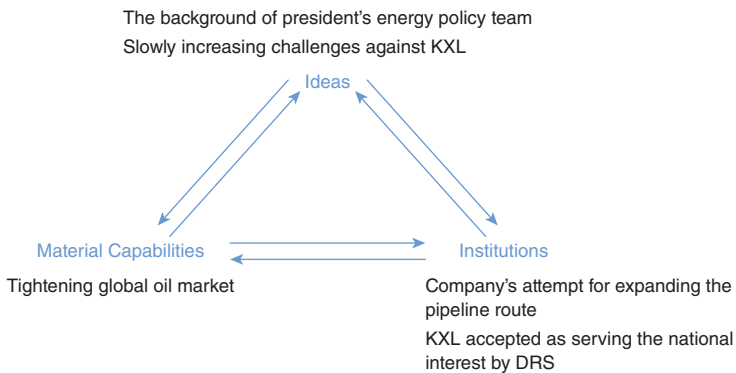 The background of president’s energy policy team
Slowly increasing challenges against KXL
Ideas
Material Capabilities
Institutions
Tightening global oil market
Company’s attempt for expanding the
pipeline route
KXL accepted as serving the national
interest by DRS